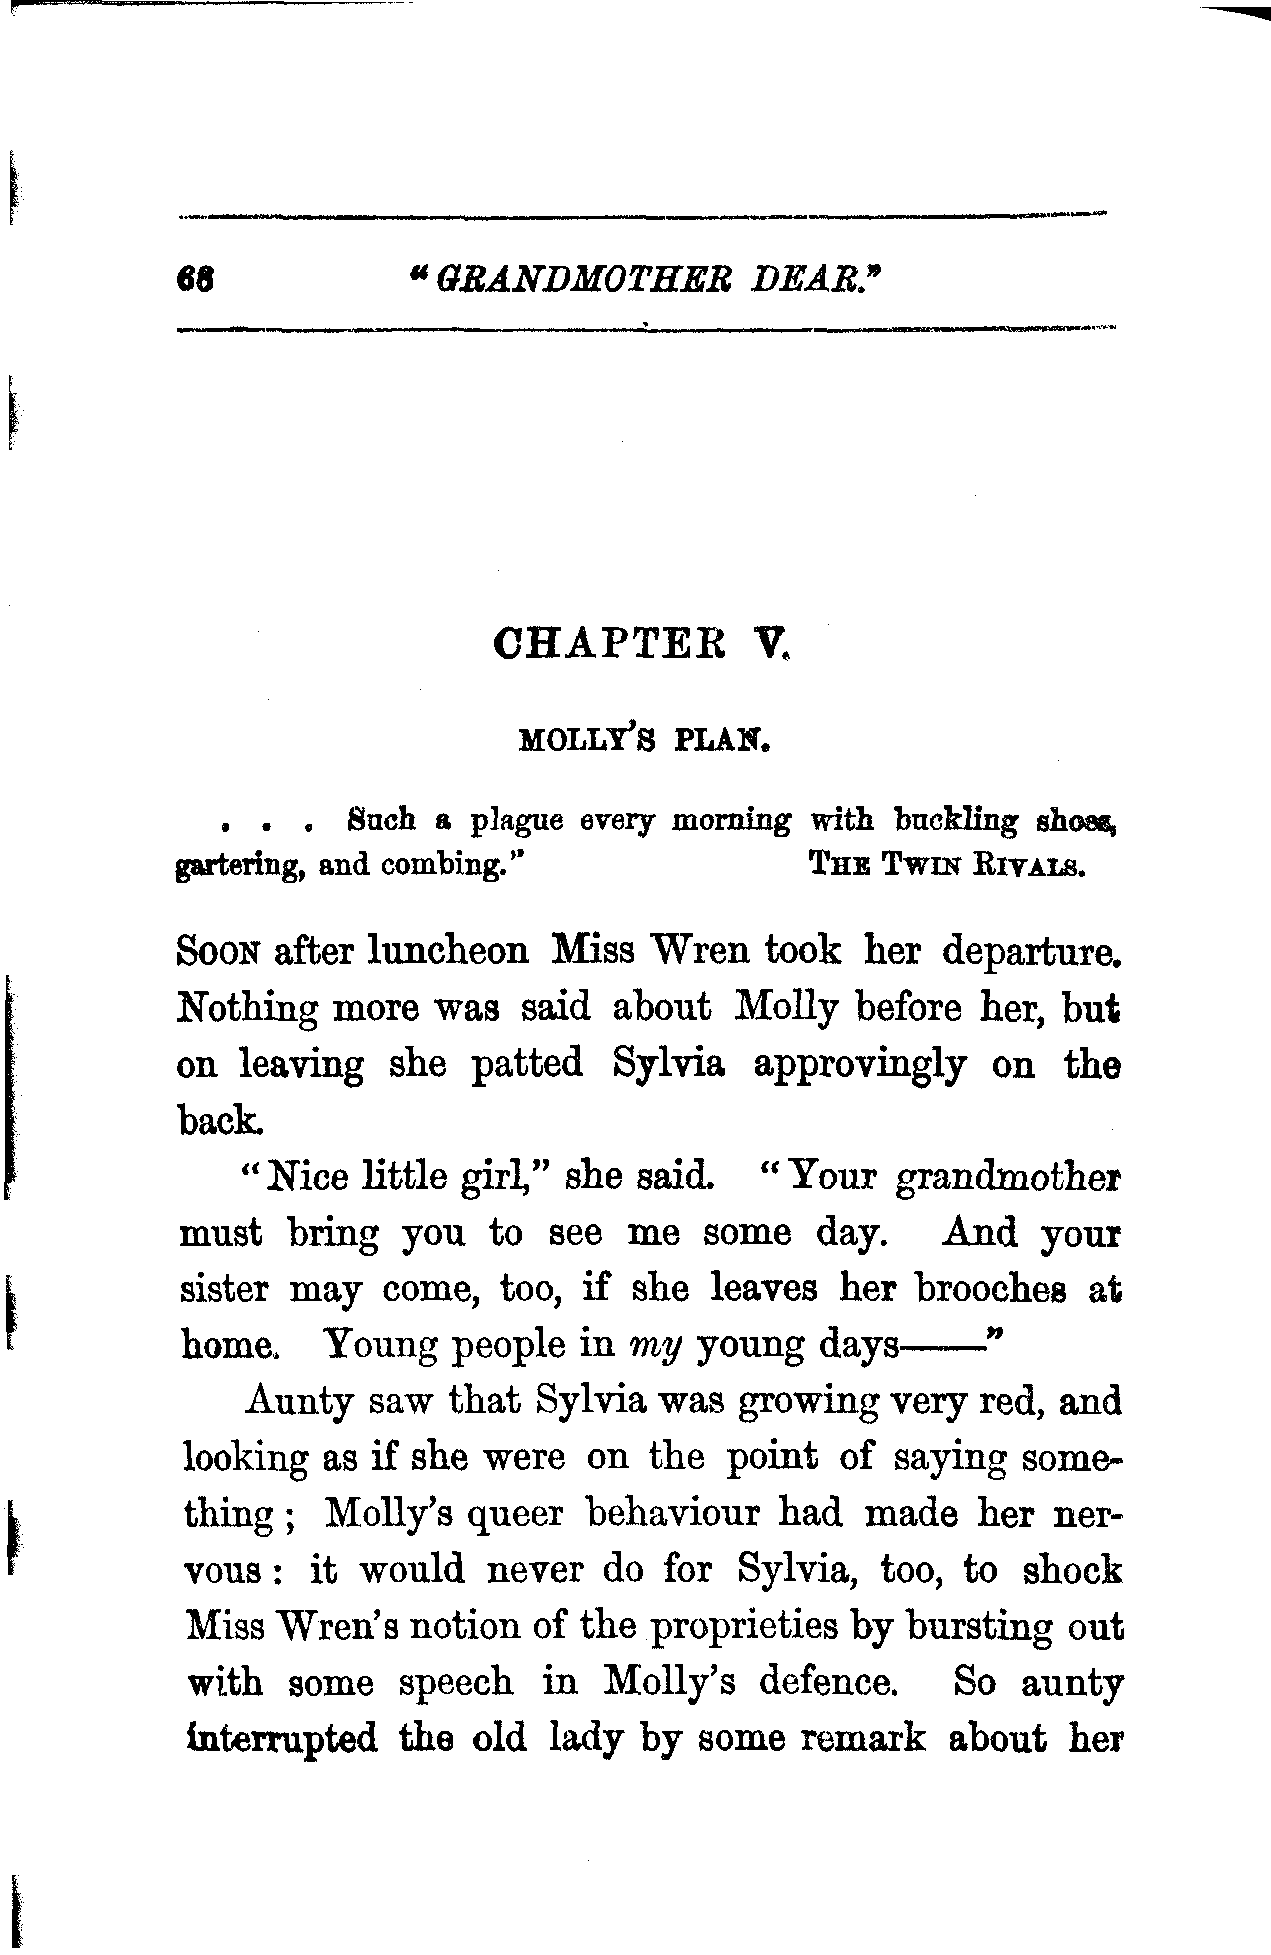 68 "GRANDMOTHER DEAR."
CHAPTER V.
MOLLY'S PLAN.
. . . Such a plague every morning with buckling shoes,
gartering, and combing." THE TWIN RIVALS.
SOON after luncheon Miss Wren took her departure.
Nothing more was said about Molly before her, but
on leaving she patted Sylvia approvingly on the
back.
"Nice little girl," she said. "Your grandmother
must bring you to see me some day. And your
sister may come, too, if she leaves her brooches at
home. Young people in my young days——"
Aunty saw that Sylvia was growing very red, and
looking as if she were on the point of saying some-
thing; Molly's queer behaviour had made her ner-
vous: it would never do for Sylvia, too, to shock
Miss Wren's notion of the proprieties by bursting out
with some speech in Molly's defence. So aunty
interrupted the old lady by some remark about her